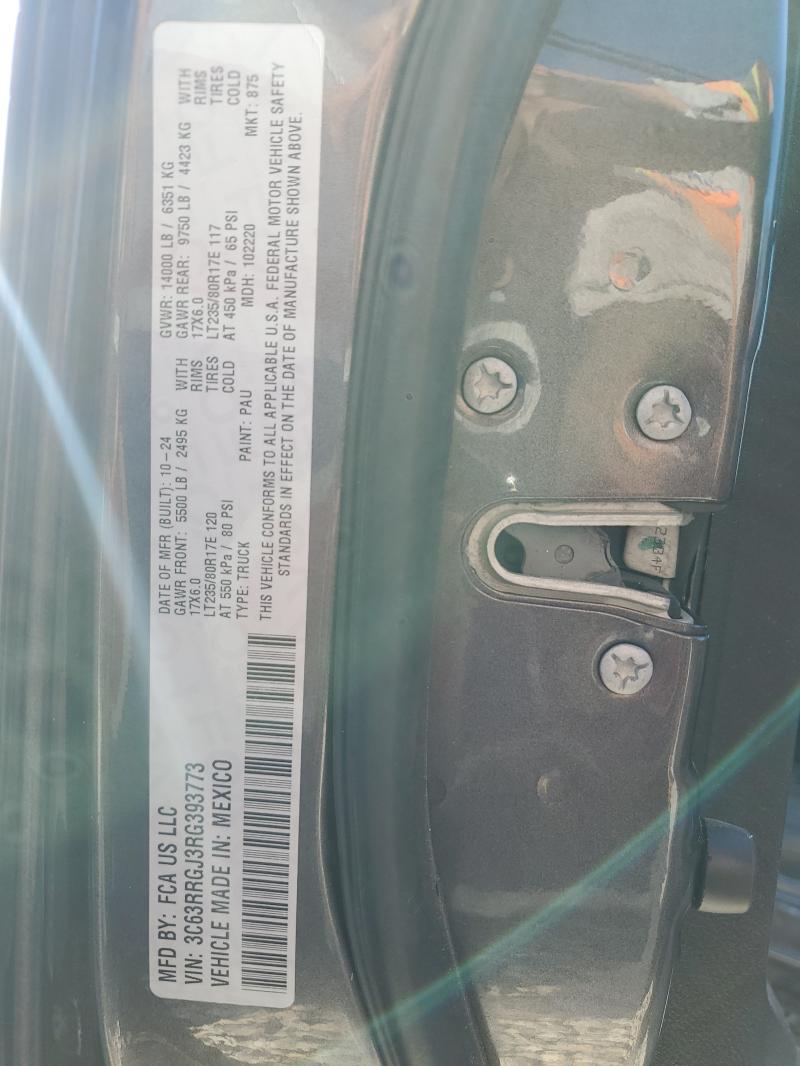 MFD BY: FCA US LLC
VIN: 3C63RRGJ3RG393773
VEHICLE MADE IN: MEXICO
DATE OF MFR (BUILT): 10-24
GAWR FRONT: 5500 LB / 2495 KG WITH
17X6.0 RIMS
LT235/80R17E 120 TIRES
AT 550 kPa / 80 PSI COLD
GVWR: 14000 LB / 6351 KG
GAWR REAR: 9750 LB / 4423 KG WITH
17X6.0 RIMS
LT235/80R17E 117 TIRES
AT 450 kPa / 65 PSI COLD
TYPE: TRUCK PAINT: PAU MDH: 102220 MKT: 875
THIS VEHICLE CONFORMS TO ALL APPLICABLE U.S.A. FEDERAL MOTOR VEHICLE SAFETY
STANDARDS IN EFFECT ON THE DATE OF MANUFACTURE SHOWN ABOVE.